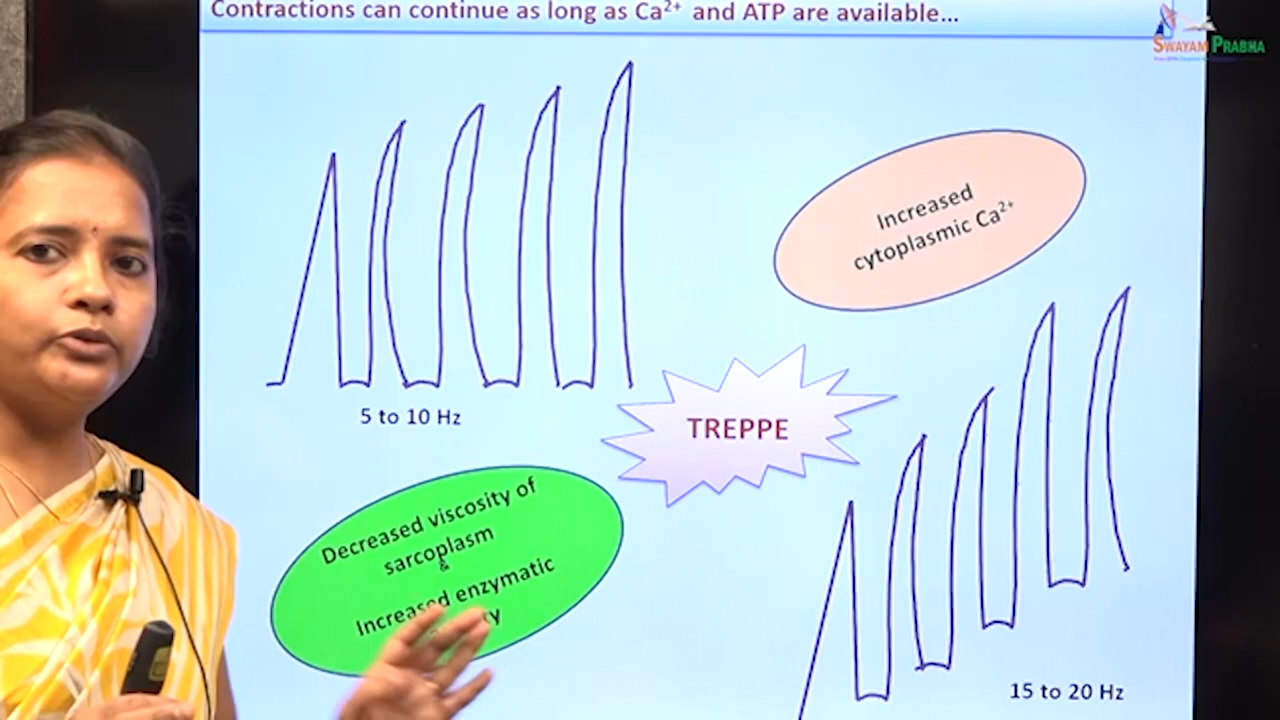 Contractions can continue as long as Ca²⁺ and ATP are available...
SWAYAM PRABHA
Increased
cytoplasmic Ca²⁺
5 to 10 Hz
TREPPE
Decreased viscosity of
sarcoplasm
&
Increased enzymatic
15 to 20 Hz